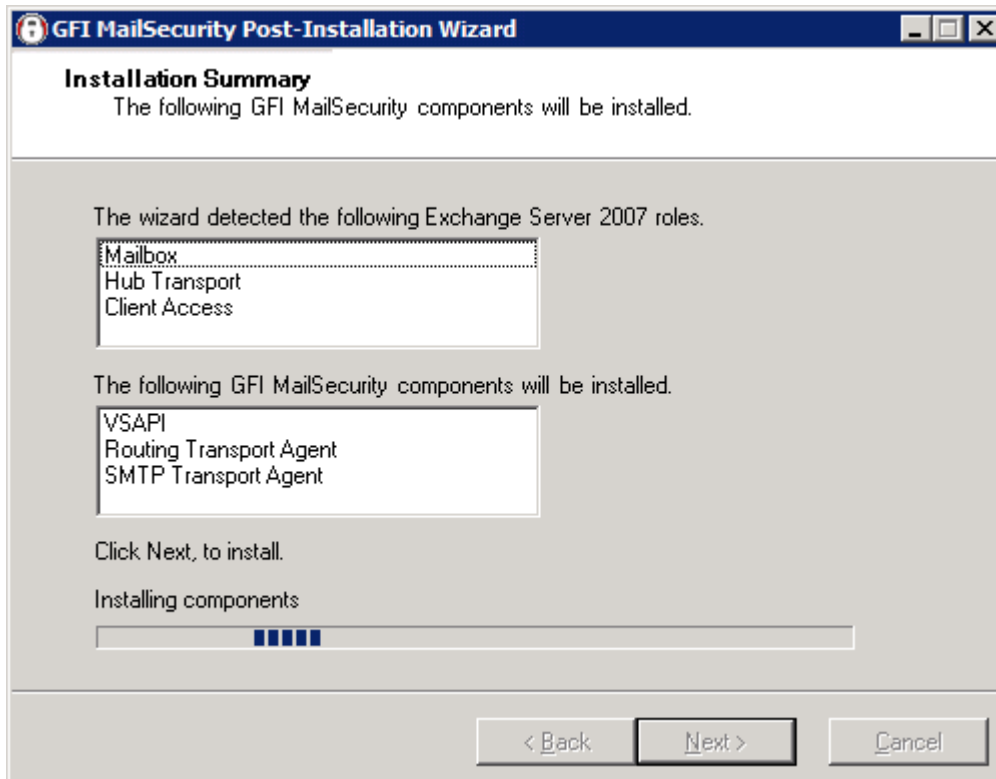 GFI MailSecurity Post-Installation Wizard
Installation Summary
The following GFI MailSecurity components will be installed.
The wizard detected the following Exchange Server 2007 roles.
Mailbox
Hub Transport
Client Access
The following GFI MailSecurity components will be installed.
VSAPI
Routing Transport Agent
SMTP Transport Agent
Click Next, to install.
Installing components
< Back Next > Cancel